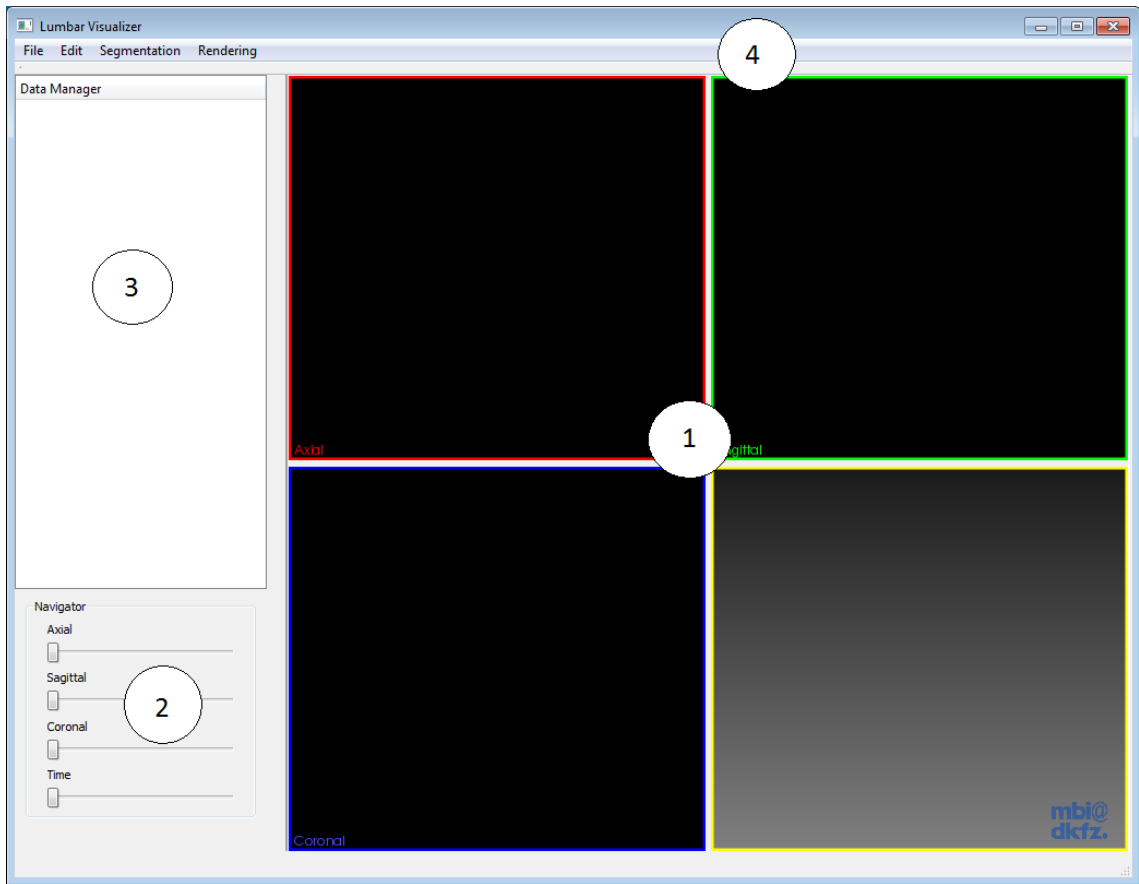 Lumbar Visualizer
File Edit Segmentation Rendering
4
Data Manager
3
Axial
1
gittal
Navigator
Axial
Sagittal
2
Coronal
Time
Coronal
mbi@
dkfz.